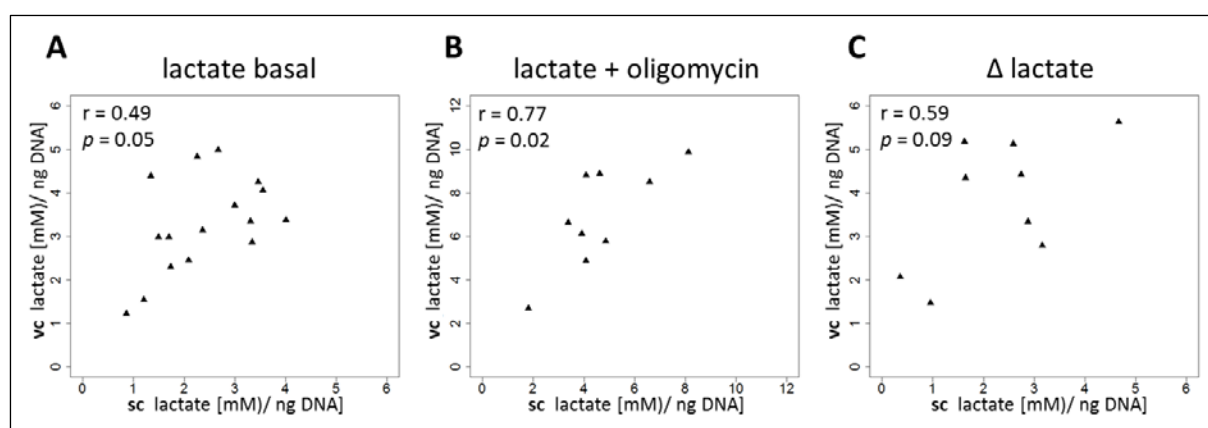 A
lactate basal
r = 0.49
p = 0.05
6
5
4
3
2
1
0
vc lactate [mM)/ ng DNA]
0 1 2 3 4 5 6
sc lactate [mM)/ ng DNA]
B
lactate + oligomycin
r = 0.77
p = 0.02
12
10
8
6
4
2
0
vc lactate [mM)/ ng DNA]
0 2 4 6 8 10 12
sc lactate [mM)/ ng DNA]
C
Δ lactate
r = 0.59
p = 0.09
6
5
4
3
2
1
0
vc lactate [mM)/ ng DNA]
0 1 2 3 4 5 6
sc lactate [mM)/ ng DNA]